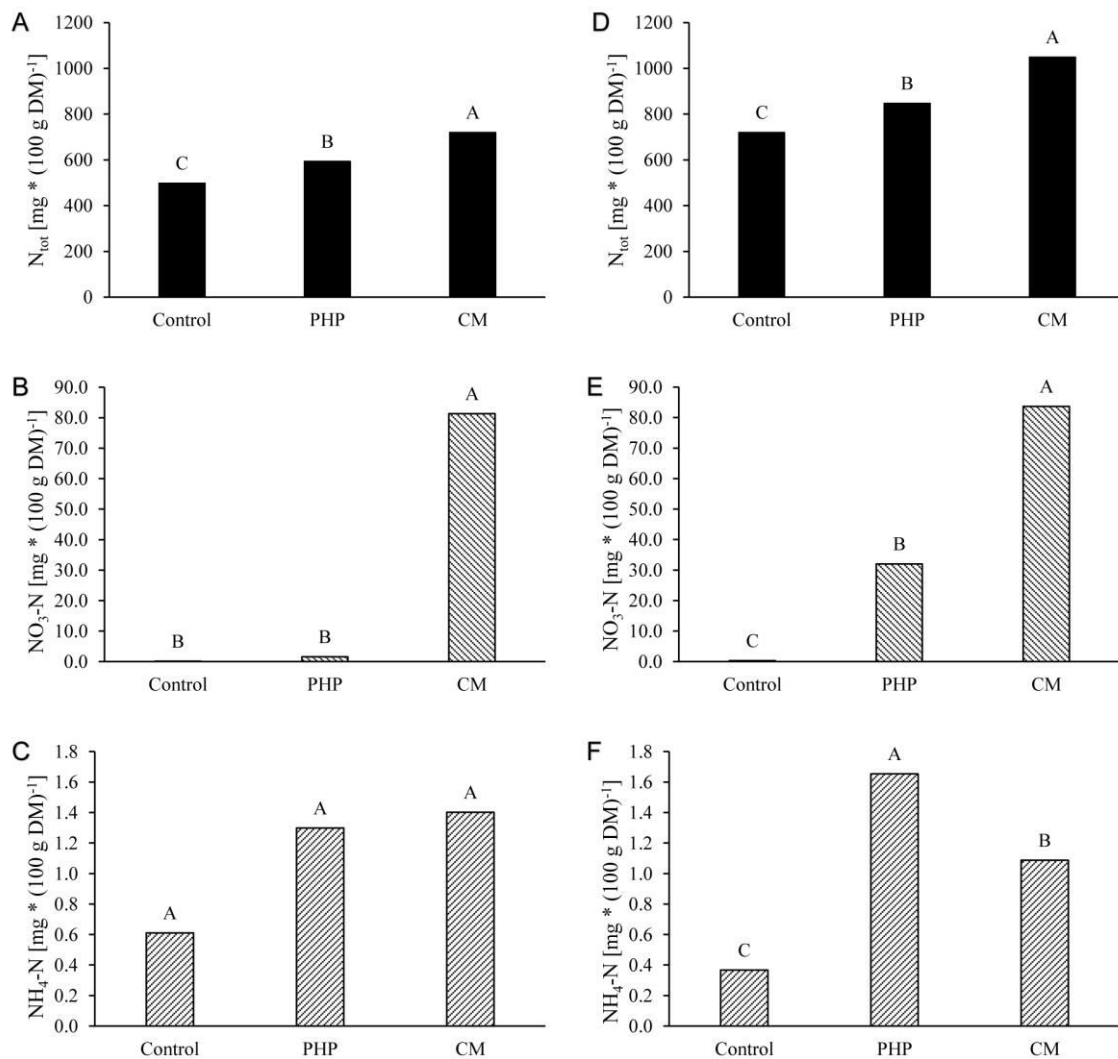 A
N_tot [mg * (100 g DM)^-1]
1200
1000
800
600
400
200
0
C
B
A
Control PHP CM
D
N_tot [mg * (100 g DM)^-1]
1200
1000
800
600
400
200
0
C
B
A
Control PHP CM
B
NO₃-N [mg * (100 g DM)^-1]
90.0
80.0
70.0
60.0
50.0
40.0
30.0
20.0
10.0
0.0
B
B
A
Control PHP CM
E
NO₃-N [mg * (100 g DM)^-1]
90.0
80.0
70.0
60.0
50.0
40.0
30.0
20.0
10.0
0.0
C
B
A
Control PHP CM
C
NH₄-N [mg * (100 g DM)^-1]
1.8
1.6
1.4
1.2
1.0
0.8
0.6
0.4
0.2
0.0
A
A
A
Control PHP CM
F
NH₄-N [mg * (100 g DM)^-1]
1.8
1.6
1.4
1.2
1.0
0.8
0.6
0.4
0.2
0.0
C
A
B
Control PHP CM